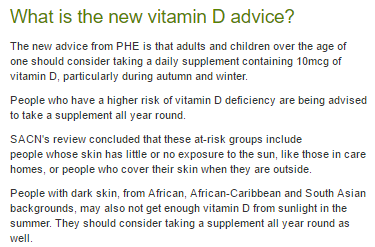 What is the new vitamin D advice?
The new advice from PHE is that adults and children over the age of
one should consider taking a daily supplement containing 10mcg of
vitamin D, particularly during autumn and winter.
People who have a higher risk of vitamin D deficiency are being advised
to take a supplement all year round.
SACN's review concluded that these at-risk groups include
people whose skin has little or no exposure to the sun, like those in care
homes, or people who cover their skin when they are outside.
People with dark skin, from African, African-Caribbean and South Asian
backgrounds, may also not get enough vitamin D from sunlight in the
summer. They should consider taking a supplement all year round as
well.